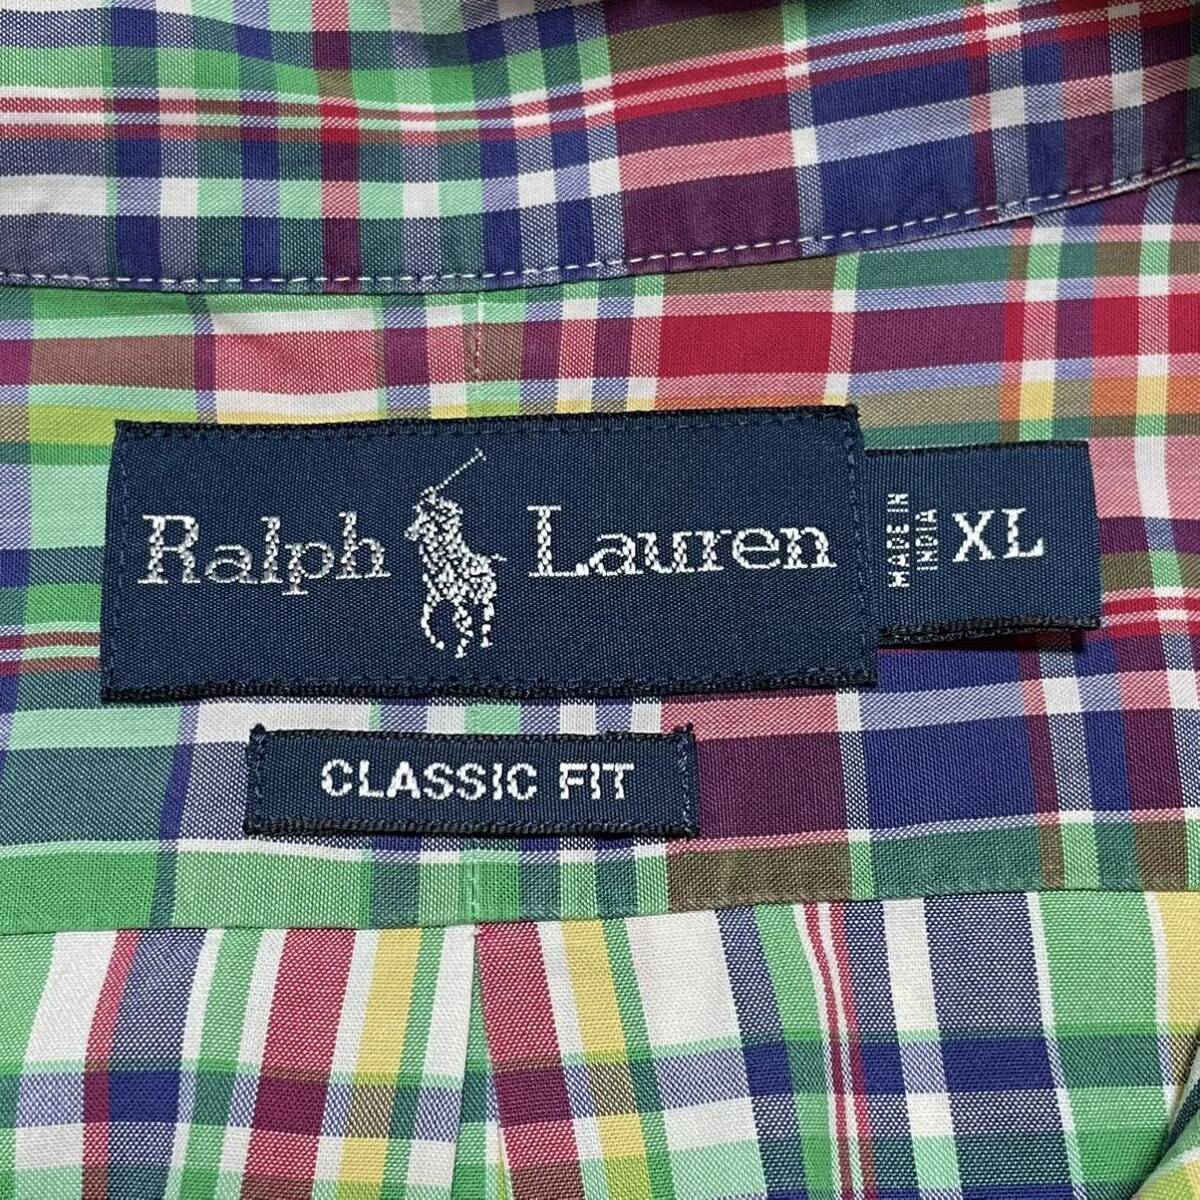 Ralph Lauren
MADE IN
INDIA
XL
CLASSIC FIT